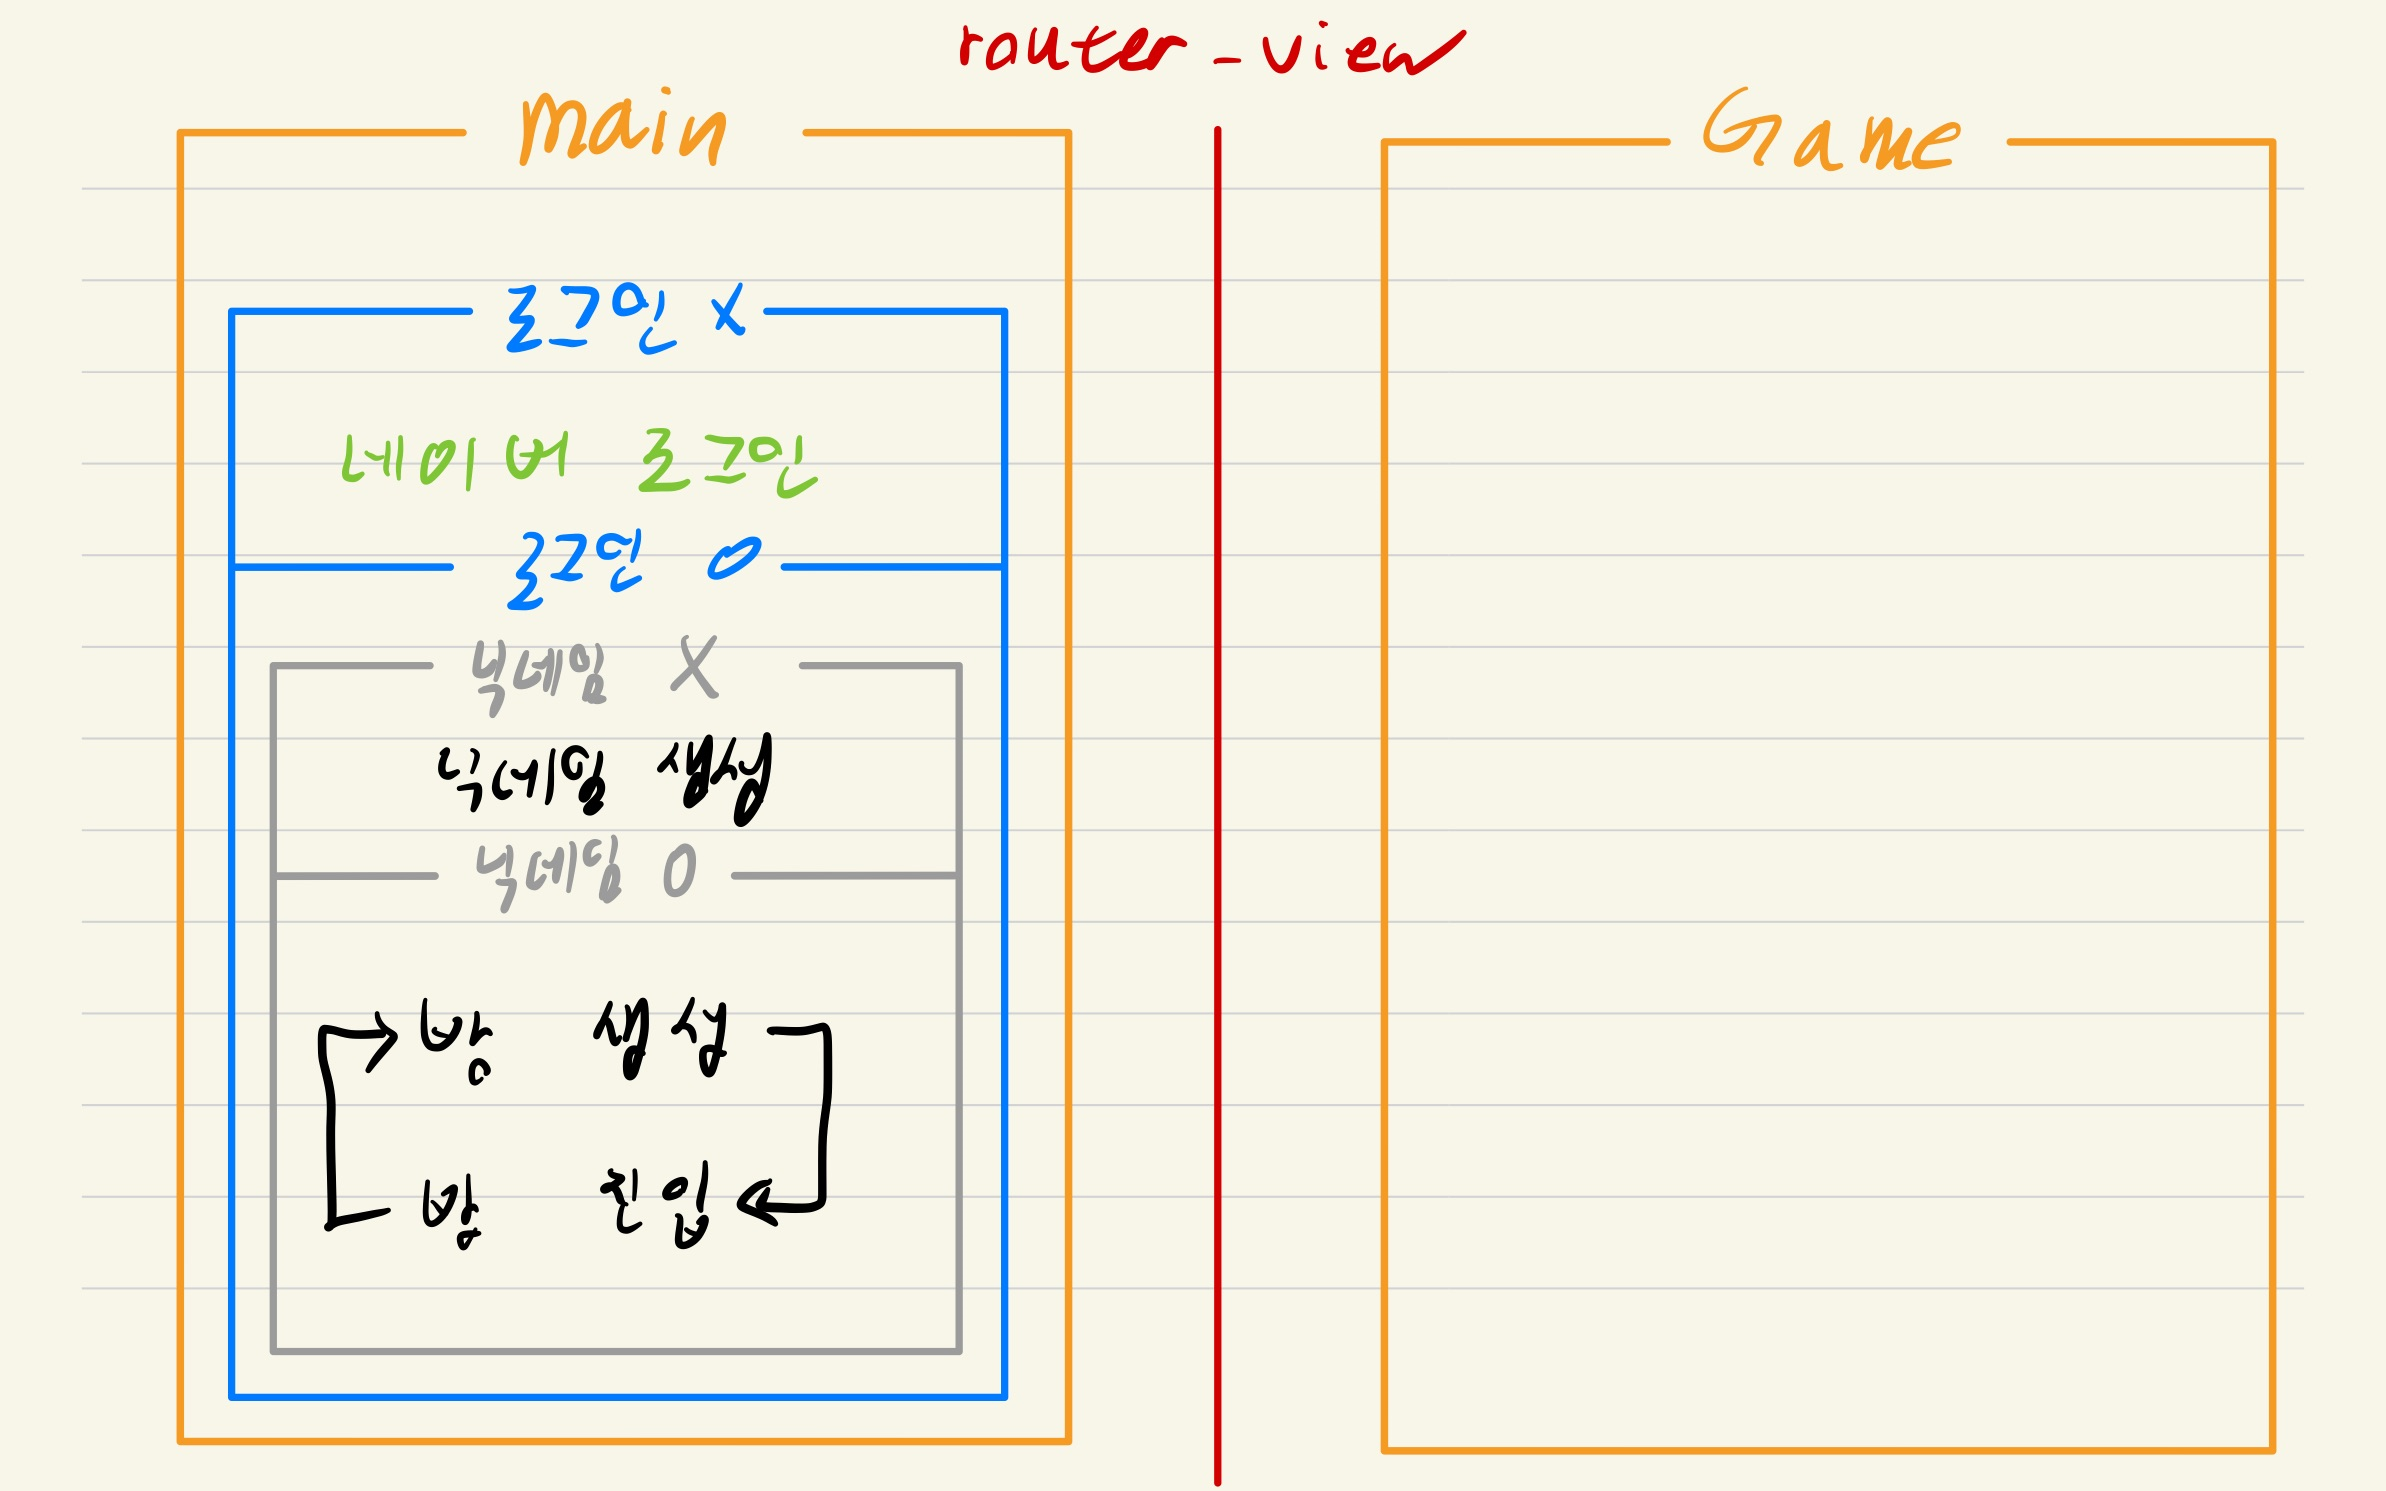 router-view
main
Game
로그인 X
네이버 로그인
로그인 O
닉네임 X
닉네임 생성
닉네임 O
방 생성
방 진입